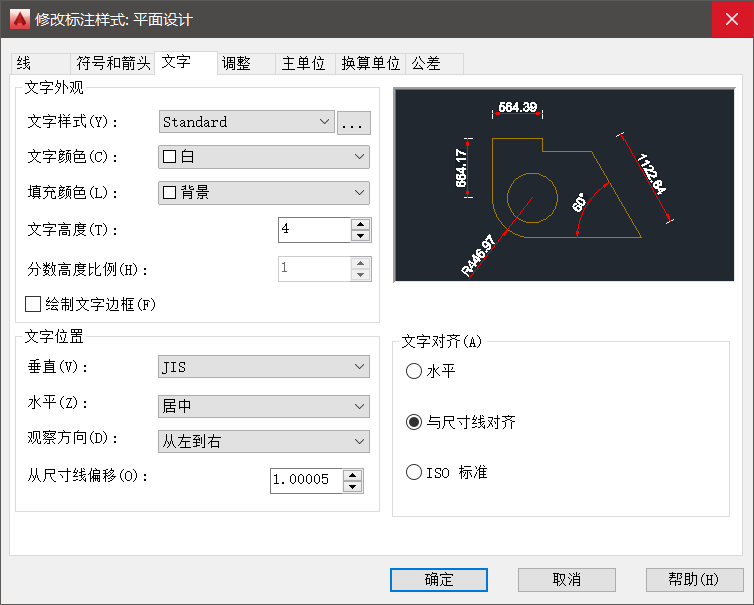 修改标注样式: 平面设计
线 符号和箭头 文字 调整 主单位 换算单位 公差
文字外观
文字样式(Y): Standard ...
文字颜色(C): 白
填充颜色(L): 背景
文字高度(T): 4
分数高度比例(H): 1
绘制文字边框(F)
564.39
664.17
1122.64
60°
R446.97
文字位置
垂直(V): JIS
水平(Z): 居中
观察方向(D): 从左到右
从尺寸线偏移(O): 1.00005
文字对齐(A)
水平
与尺寸线对齐
ISO 标准
确定 取消 帮助(H)